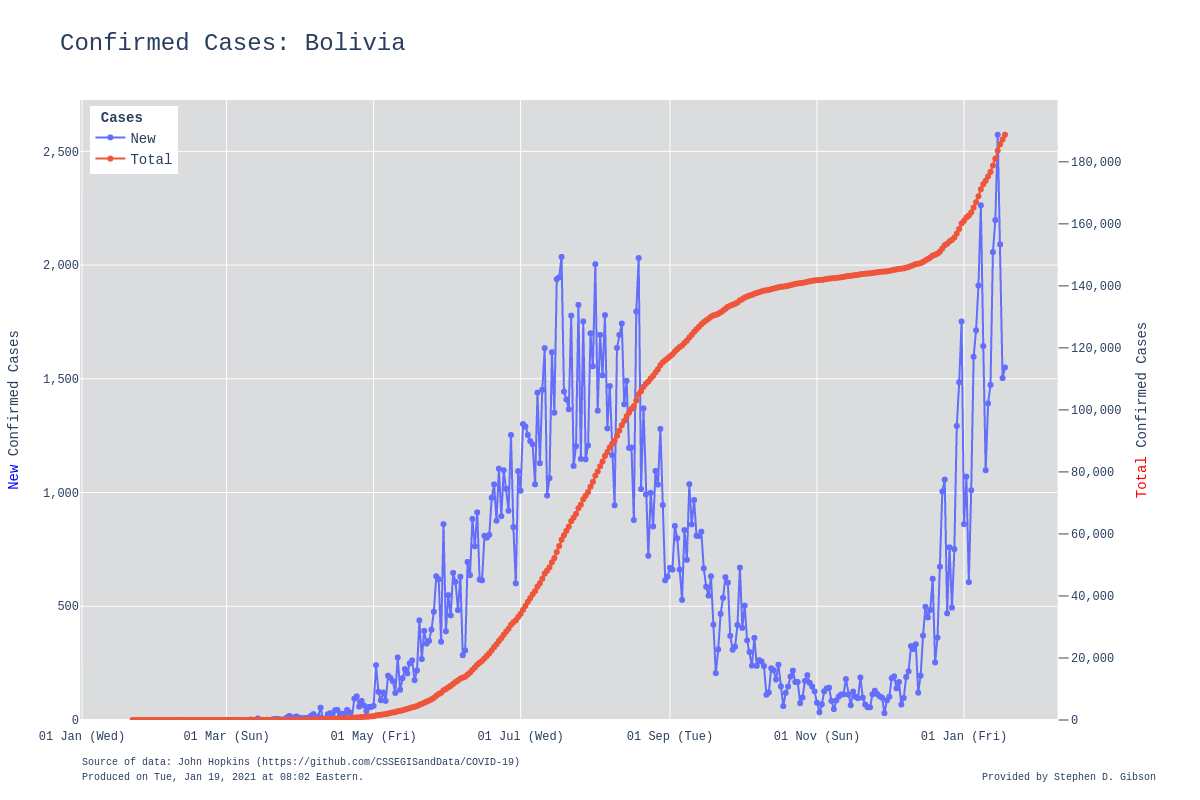 Confirmed Cases: Bolivia
Cases
New
Total
2,500
2,000
1,500
1,000
500
0
180,000
160,000
140,000
120,000
100,000
80,000
60,000
40,000
20,000
0
New Confirmed Cases
Total Confirmed Cases
01 Jan (Wed) 01 Mar (Sun) 01 May (Fri) 01 Jul (Wed) 01 Sep (Tue) 01 Nov (Sun) 01 Jan (Fri)
Source of data: John Hopkins (https://github.com/CSSEGISandData/COVID-19)
Produced on Tue, Jan 19, 2021 at 08:02 Eastern.
Provided by Stephen D. Gibson